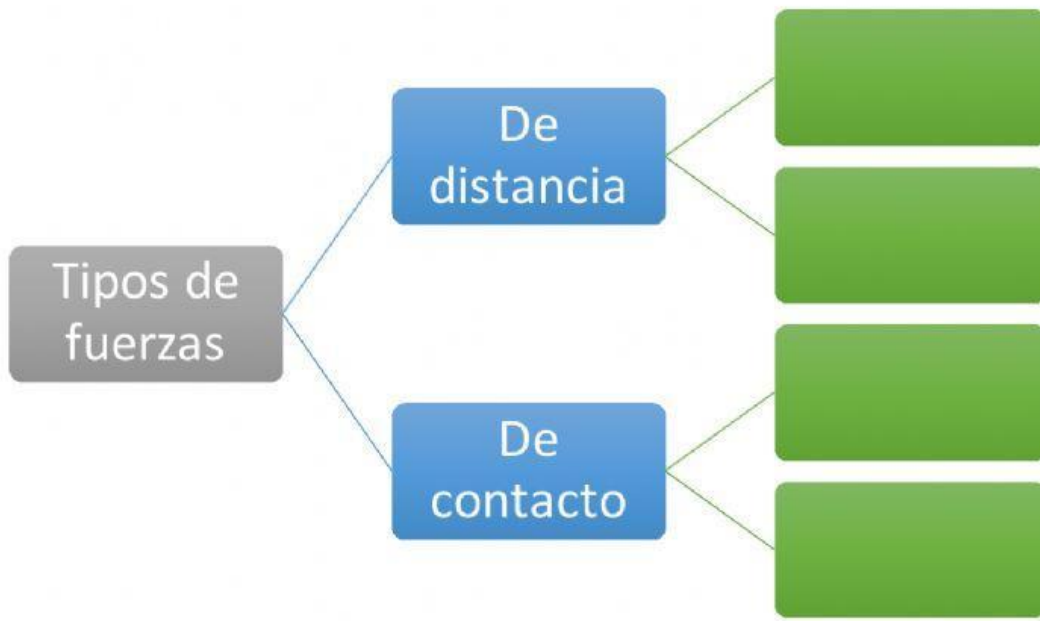 De
distancia
Tipos de
fuerzas
De
contacto